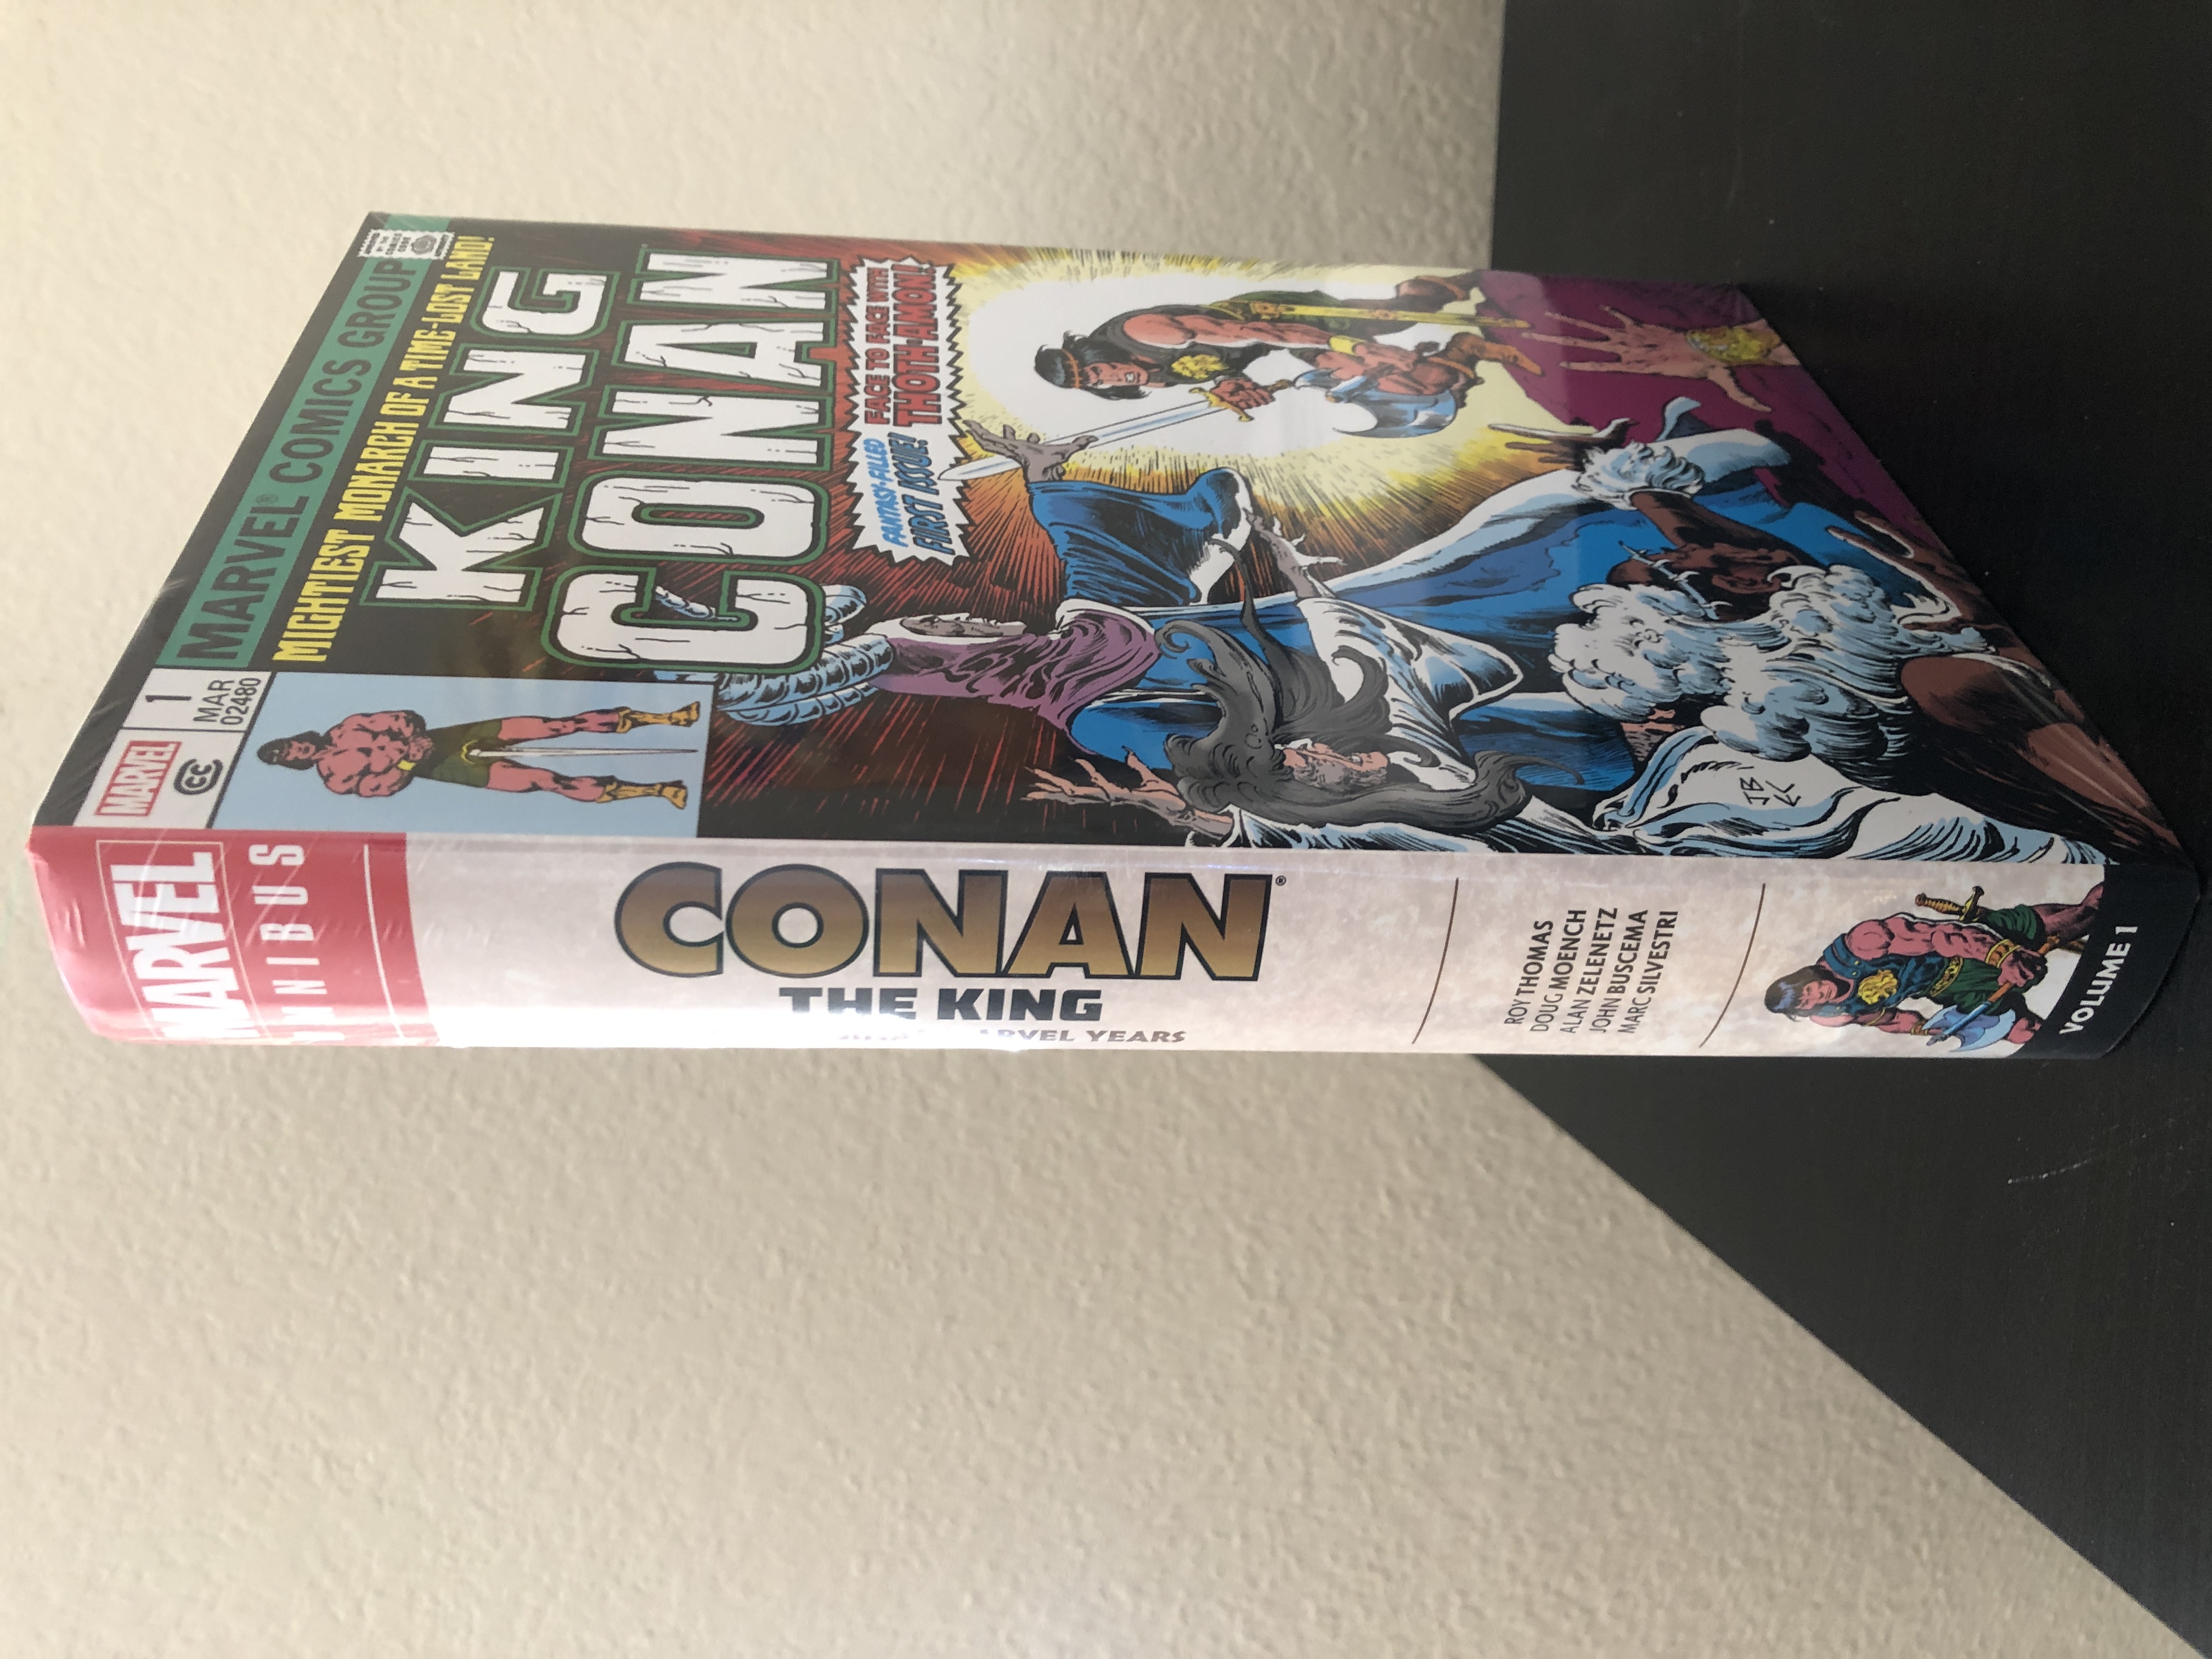 MARVEL
OMNIBUS
CONAN®
THE KING
YEARS
ROY THOMAS
DOUG MOENCH
ALAN ZELENETZ
JOHN BUSCEMA
MARC SILVESTRI
VOLUME 1
MARVEL
CC
1
MAR
02480
MARVEL® COMICS GROUP
MIGHTIEST MONARCH OF A TIME-LOST LAND!
KING
CONAN
FANTASY-FILLED
FIRST ISSUE!
FACE TO FACE WITH
THOTH-AMON!
JB
EC